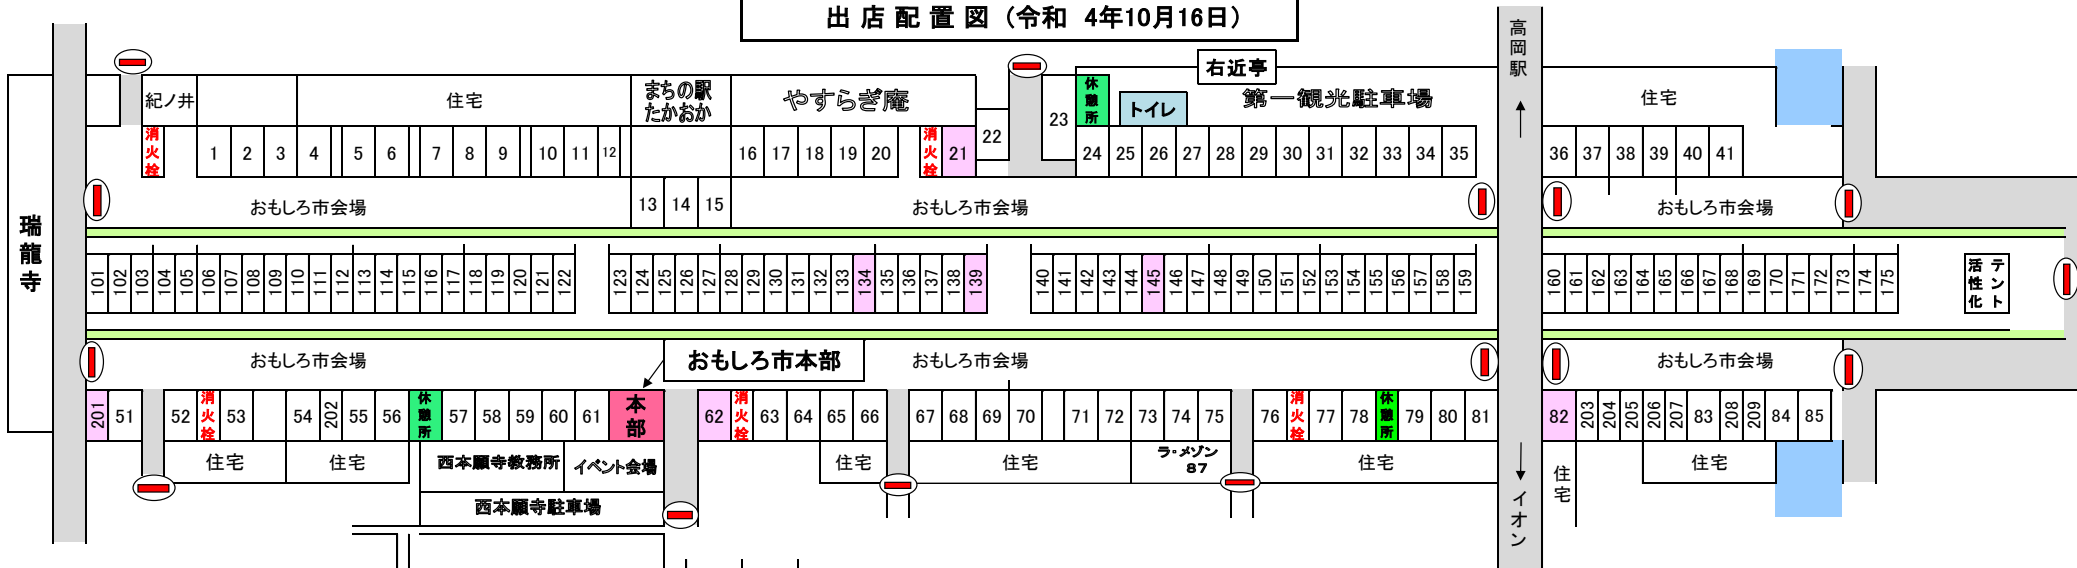 出店配置図（令和 4年10月16日）
高岡駅
右近亭
紀ノ井
住宅
まちの駅
たかおか
やすらぎ庵
休憩所
トイレ
第一観光駐車場
住宅
消火栓
1 2 3 4 5 6 7 8 9 10 11 12
16 17 18 19 20
消火栓
21 22 23
24 25 26 27 28 29 30 31 32 33 34 35
36 37 38 39 40 41
瑞龍寺
おもしろ市会場
13 14 15
おもしろ市会場
おもしろ市会場
101 102 103 104 105 106 107 108 109 110 111 112 113 114 115 116 117 118 119 120 121 122
123 124 125 126 127 128 129 130 131 132 133 134 135 136 137 138 139
140 141 142 143 144 145 146 147 148 149 150 151 152 153 154 155 156 157 158 159
160 161 162 163 164 165 166 167 168 169 170 171 172 173 174 175
テント
活性化
おもしろ市会場
おもしろ市本部
おもしろ市会場
おもしろ市会場
201 51 52
消火栓
53 54 202 55 56
休憩所
57 58 59 60 61
本部
62
消火栓
63 64 65 66 67 68 69 70 71 72 73 74 75 76
消火栓
77 78
休憩所
79 80 81
82 203 204 205 206 207 83 208 209 84 85
住宅
住宅
西本願寺教務所
イベント会場
住宅
住宅
ラ・メゾン
87
住宅
住宅
住宅
西本願寺駐車場
イオン